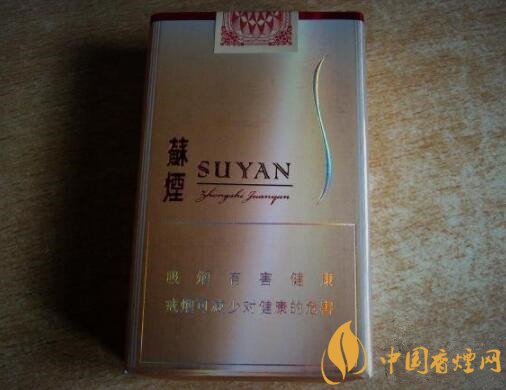 蘇煙
SUYAN
Zhongshi Juanyan
吸烟有害健康
戒烟可减少对健康的危害
中国香烟网